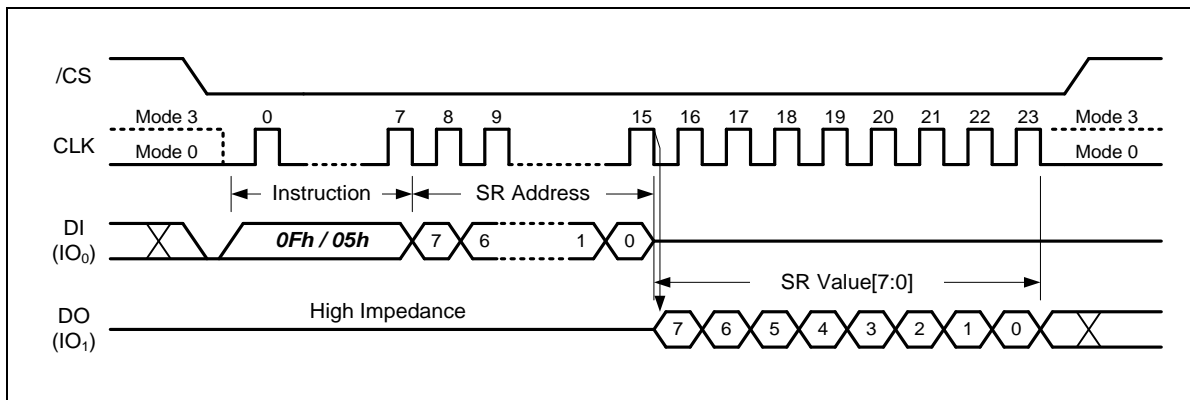 /CS
Mode 3 0 7 8 9 15 16 17 18 19 20 21 22 23 Mode 3
CLK
Mode 0 Mode 0
Instruction SR Address
DI
(IO0)
0Fh / 05h 7 6 1 0
SR Value[7:0]
High Impedance
DO
(IO1)
7 6 5 4 3 2 1 0